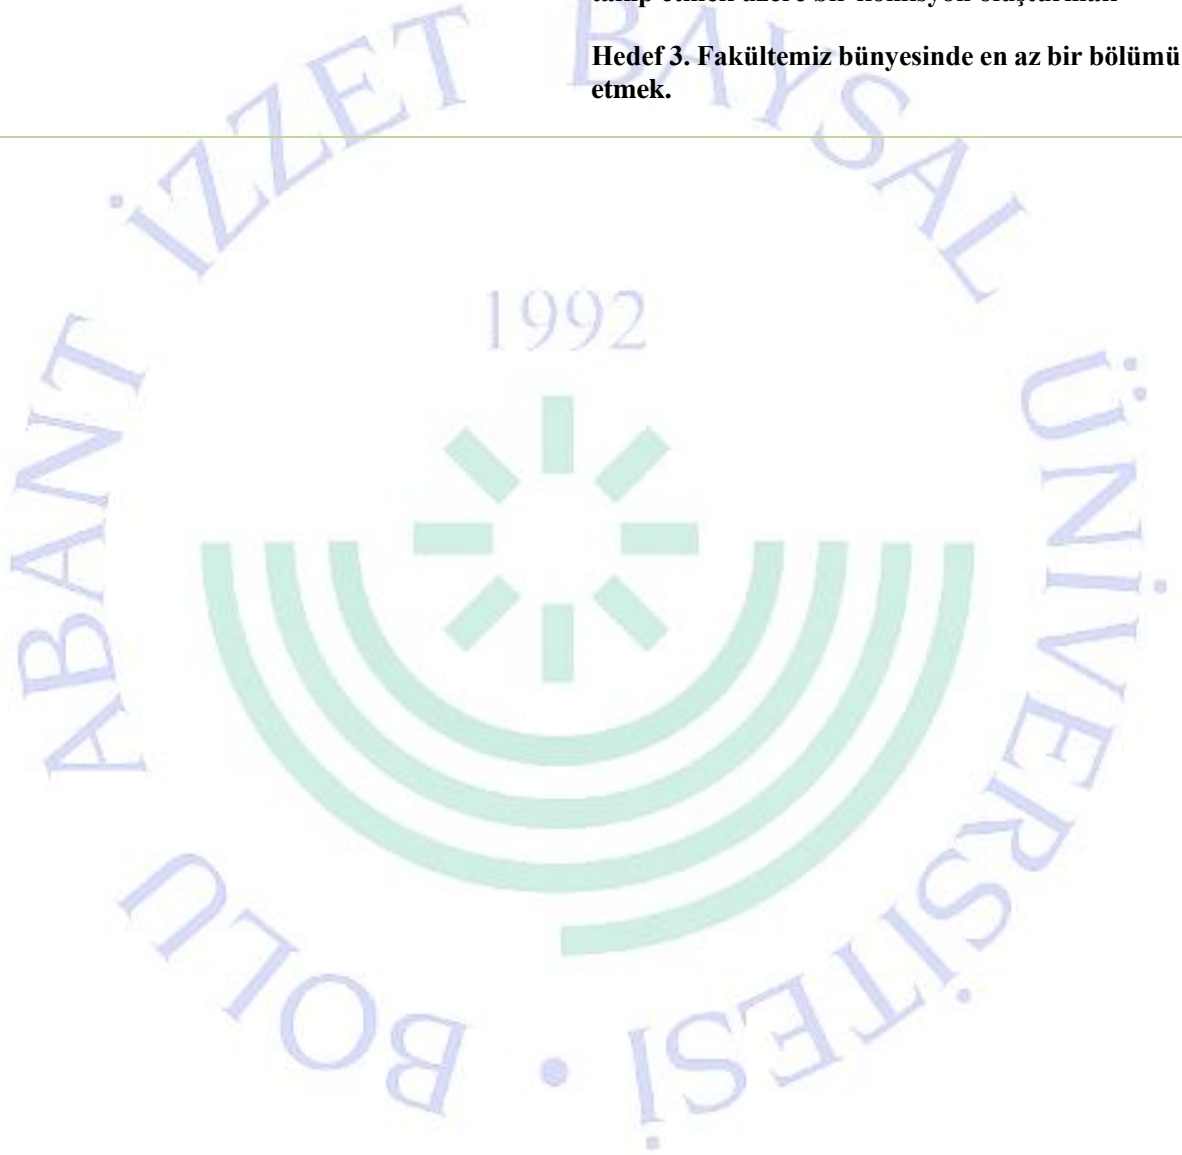 Hedef 3. Fakültemiz bünyesinde en az bir bölümü
etmek.
BOLU ABANT İZZET BAYSAL ÜNİVERSİTESİ
1992